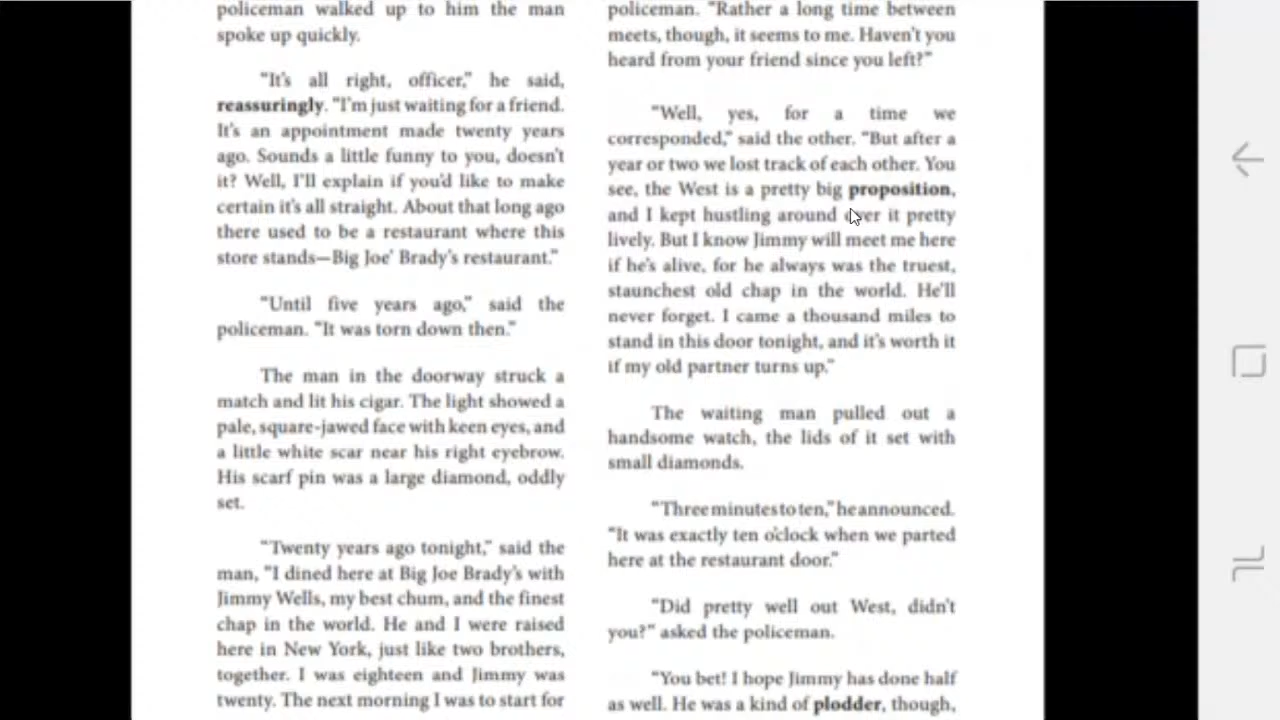 policeman walked up to him the man
spoke up quickly.
"It's all right, officer," he said,
reassuringly. "I'm just waiting for a friend.
It's an appointment made twenty years
ago. Sounds a little funny to you, doesn't
it? Well, I'll explain if you'd like to make
certain it's all straight. About that long ago
there used to be a restaurant where this
store stands—Big Joe' Brady's restaurant."
"Until five years ago," said the
policeman. "It was torn down then."
The man in the doorway struck a
match and lit his cigar. The light showed a
pale, square-jawed face with keen eyes, and
a little white scar near his right eyebrow.
His scarf pin was a large diamond, oddly
set.
"Twenty years ago tonight," said the
man, "I dined here at Big Joe Brady's with
Jimmy Wells, my best chum, and the finest
chap in the world. He and I were raised
here in New York, just like two brothers,
together. I was eighteen and Jimmy was
twenty. The next morning I was to start for
policeman. "Rather a long time between
meets, though, it seems to me. Haven't you
heard from your friend since you left?"
"Well, yes, for a time we
corresponded," said the other. "But after a
year or two we lost track of each other. You
see, the West is a pretty big proposition,
and I kept hustling around over it pretty
lively. But I know Jimmy will meet me here
if he's alive, for he always was the truest,
staunchest old chap in the world. He'll
never forget. I came a thousand miles to
stand in this door tonight, and it's worth it
if my old partner turns up."
The waiting man pulled out a
handsome watch, the lids of it set with
small diamonds.
"Three minutes to ten," he announced.
"It was exactly ten o'clock when we parted
here at the restaurant door."
"Did pretty well out West, didn't
you?" asked the policeman.
"You bet! I hope Jimmy has done half
as well. He was a kind of plodder, though,